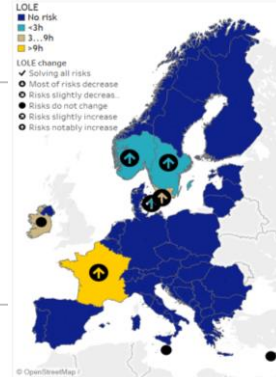 LOLE
No risk
<3h
3...9h
>9h
LOLE change
Solving all risks
Most of risks decrease
Risks slightly decreas..
Risks do not change
Risks slightly increase
Risks notably increase
© OpenStreetMap